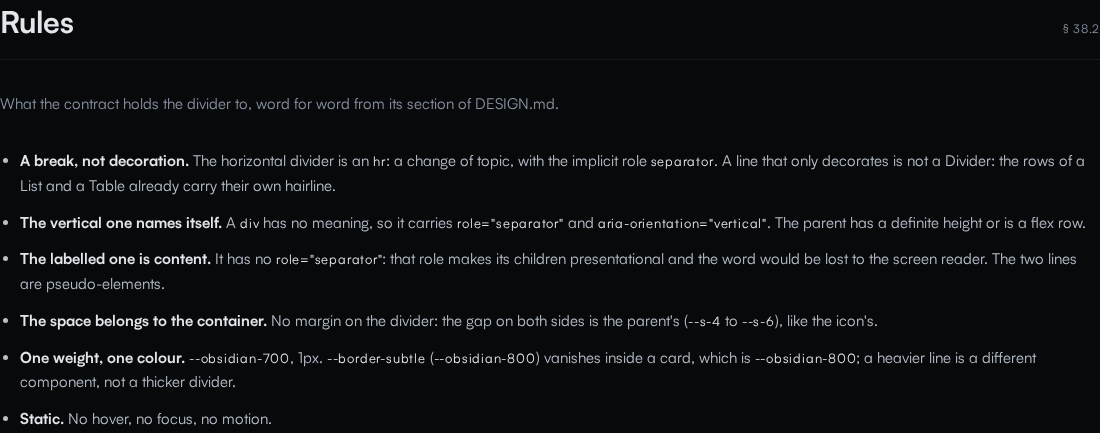 Rules
§ 38.2
What the contract holds the divider to, word for word from its section of DESIGN.md.
• A break, not decoration. The horizontal divider is an hr: a change of topic, with the implicit role separator. A line that only decorates is not a Divider: the rows of a
List and a Table already carry their own hairline.
• The vertical one names itself. A div has no meaning, so it carries role="separator" and aria-orientation="vertical". The parent has a definite height or is a flex row.
• The labelled one is content. It has no role="separator": that role makes its children presentational and the word would be lost to the screen reader. The two lines
are pseudo-elements.
• The space belongs to the container. No margin on the divider: the gap on both sides is the parent's (--s-4 to --s-6), like the icon's.
• One weight, one colour. --obsidian-700, 1px. --border-subtle (--obsidian-800) vanishes inside a card, which is --obsidian-800; a heavier line is a different
component, not a thicker divider.
• Static. No hover, no focus, no motion.